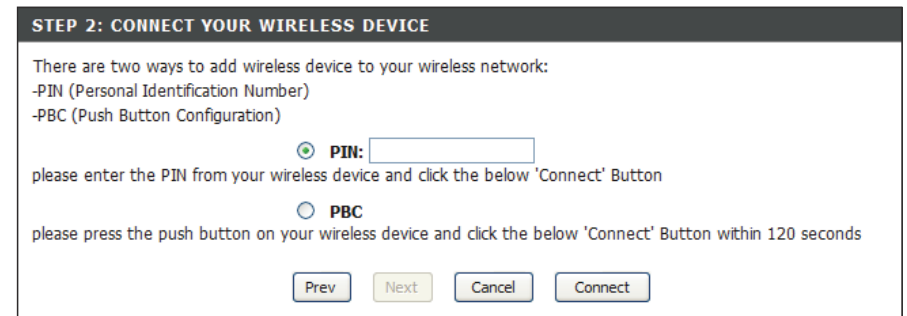 STEP 2: CONNECT YOUR WIRELESS DEVICE
There are two ways to add wireless device to your wireless network:
-PIN (Personal Identification Number)
-PBC (Push Button Configuration)
PIN:
please enter the PIN from your wireless device and click the below 'Connect' Button
PBC
please press the push button on your wireless device and click the below 'Connect' Button within 120 seconds
Prev Next Cancel Connect